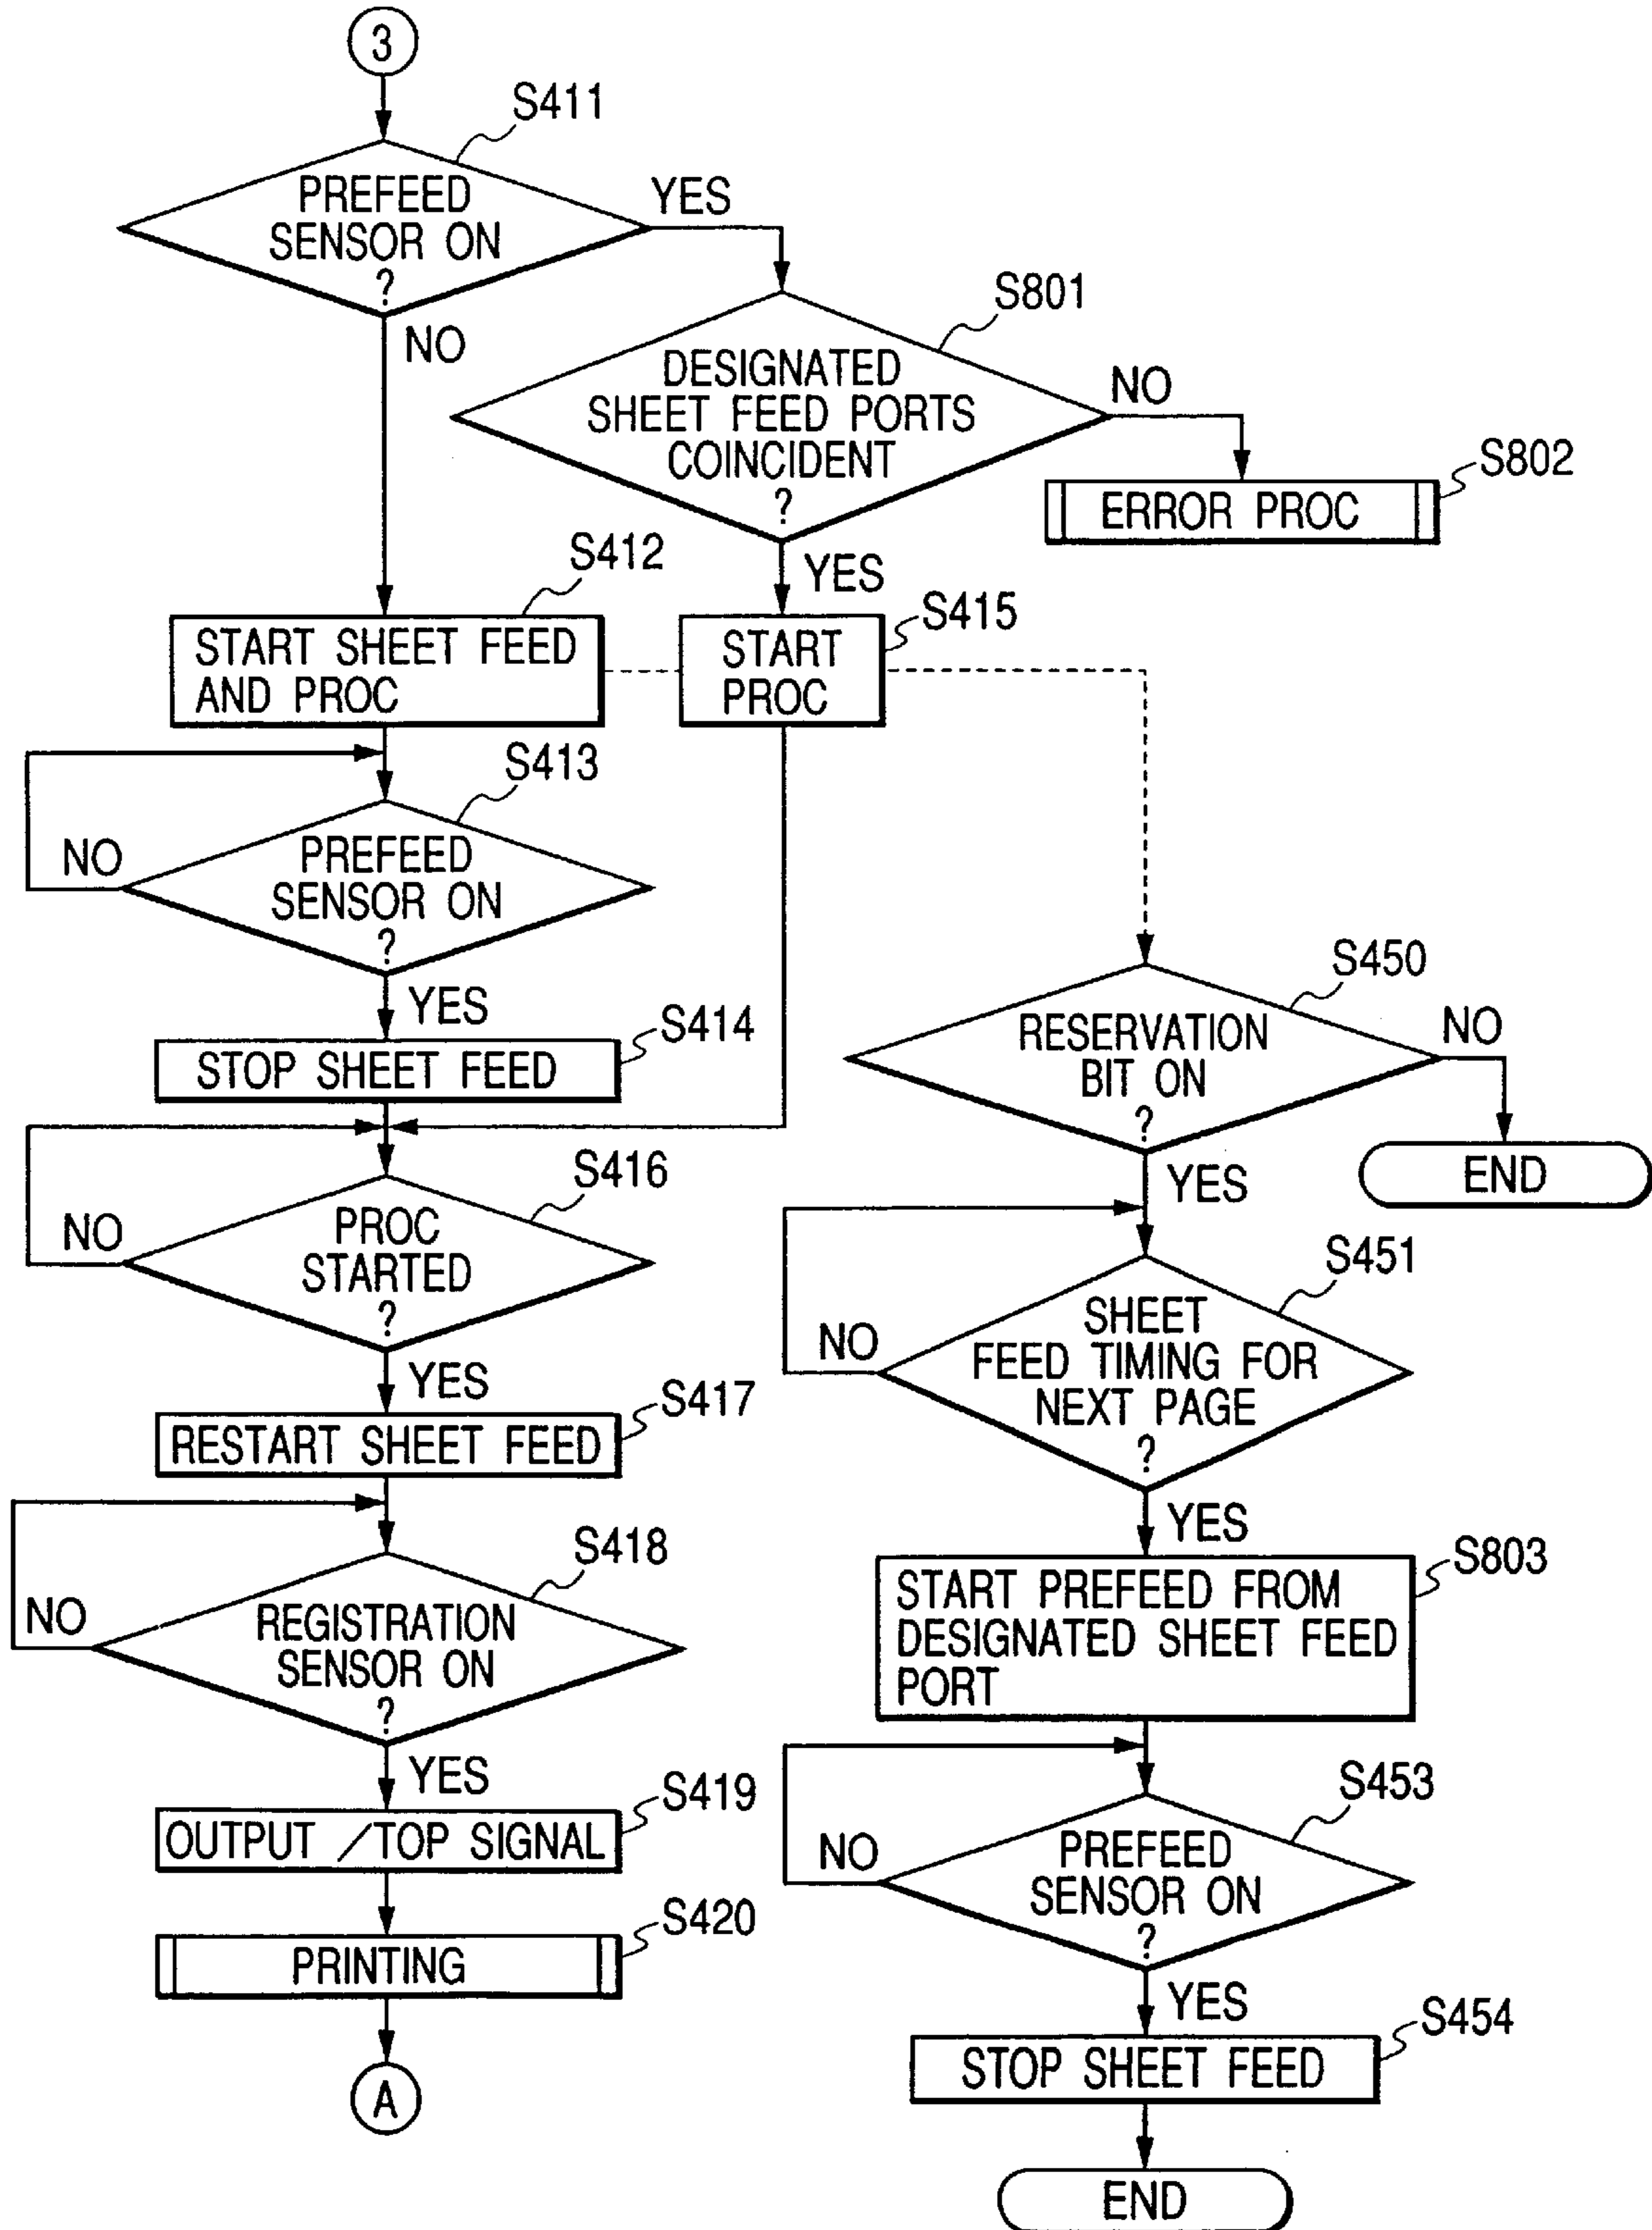 3
S411
PREFEED
SENSOR ON
?
YES
NO
S801
DESIGNATED
SHEET FEED PORTS
COINCIDENT
?
NO
YES
S802
ERROR PROC
S412
START SHEET FEED
AND PROC
S415
START
PROC
S413
PREFEED
SENSOR ON
?
NO
YES
S414
STOP SHEET FEED
S416
PROC
STARTED
?
NO
YES
S417
RESTART SHEET FEED
S418
REGISTRATION
SENSOR ON
?
NO
YES
S419
OUTPUT /TOP SIGNAL
S420
PRINTING
A
S450
RESERVATION
BIT ON
?
NO
END
YES
S451
SHEET
FEED TIMING FOR
NEXT PAGE
?
NO
YES
S803
START PREFEED FROM
DESIGNATED SHEET FEED
PORT
S453
PREFEED
SENSOR ON
?
NO
YES
S454
STOP SHEET FEED
END